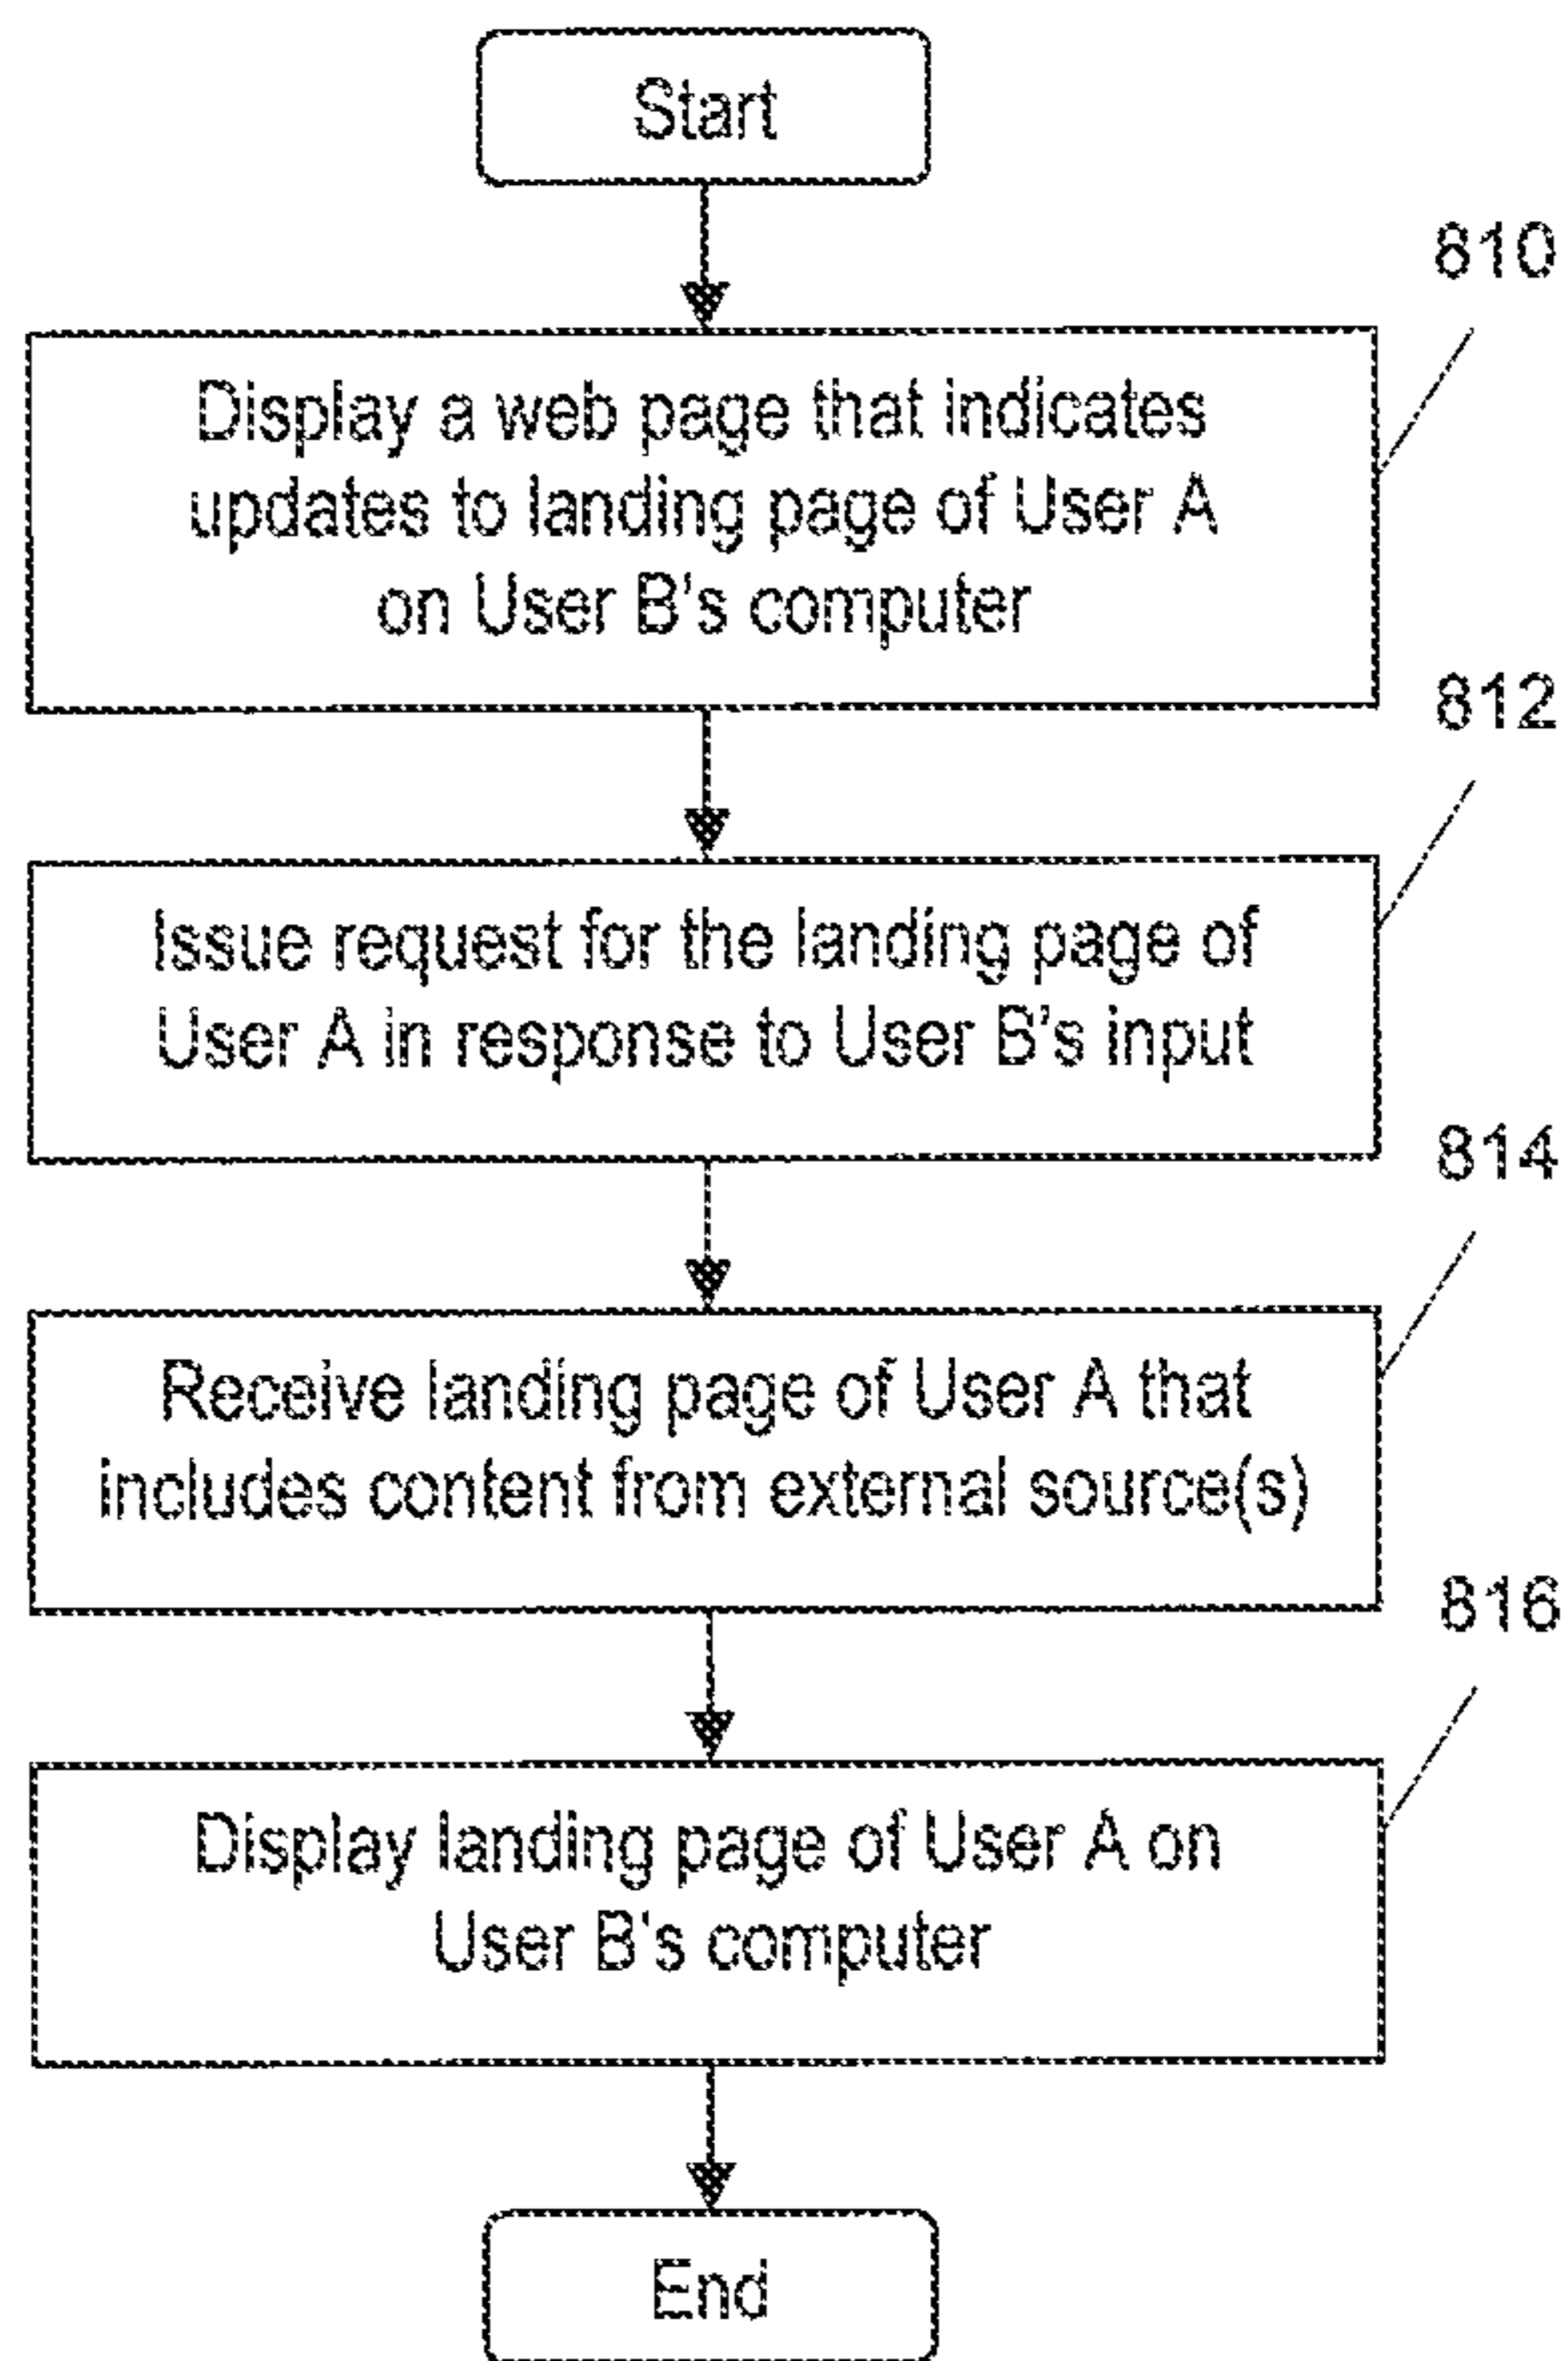 Start
810
Display a web page that indicates
updates to landing page of User A
on User B's computer
812
Issue request for the landing page of
User A in response to User B's input
814
Receive landing page of User A that
includes content from external source(s)
816
Display landing page of User A on
User B's computer
End